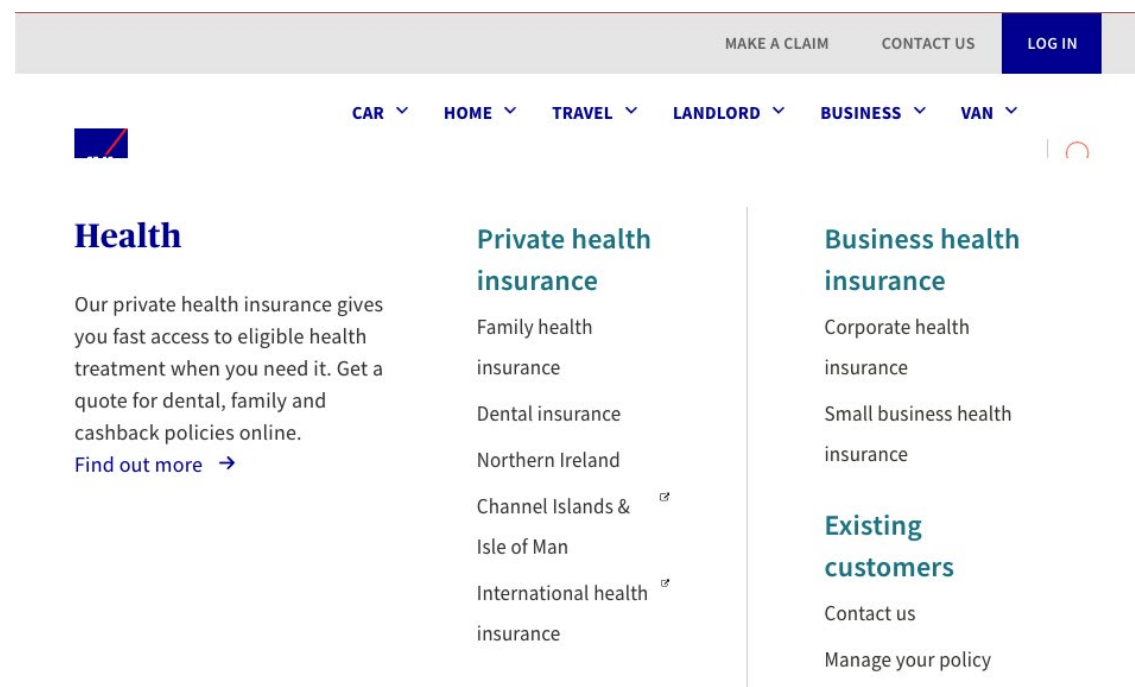 MAKE A CLAIM CONTACT US LOG IN
CAR HOME TRAVEL LANDLORD BUSINESS VAN
Health
Our private health insurance gives
you fast access to eligible health
treatment when you need it. Get a
quote for dental, family and
cashback policies online.
Find out more
Private health
insurance
Family health
insurance
Dental insurance
Northern Ireland
Channel Islands &
Isle of Man
International health
insurance
Business health
insurance
Corporate health
insurance
Small business health
insurance
Existing
customers
Contact us
Manage your policy